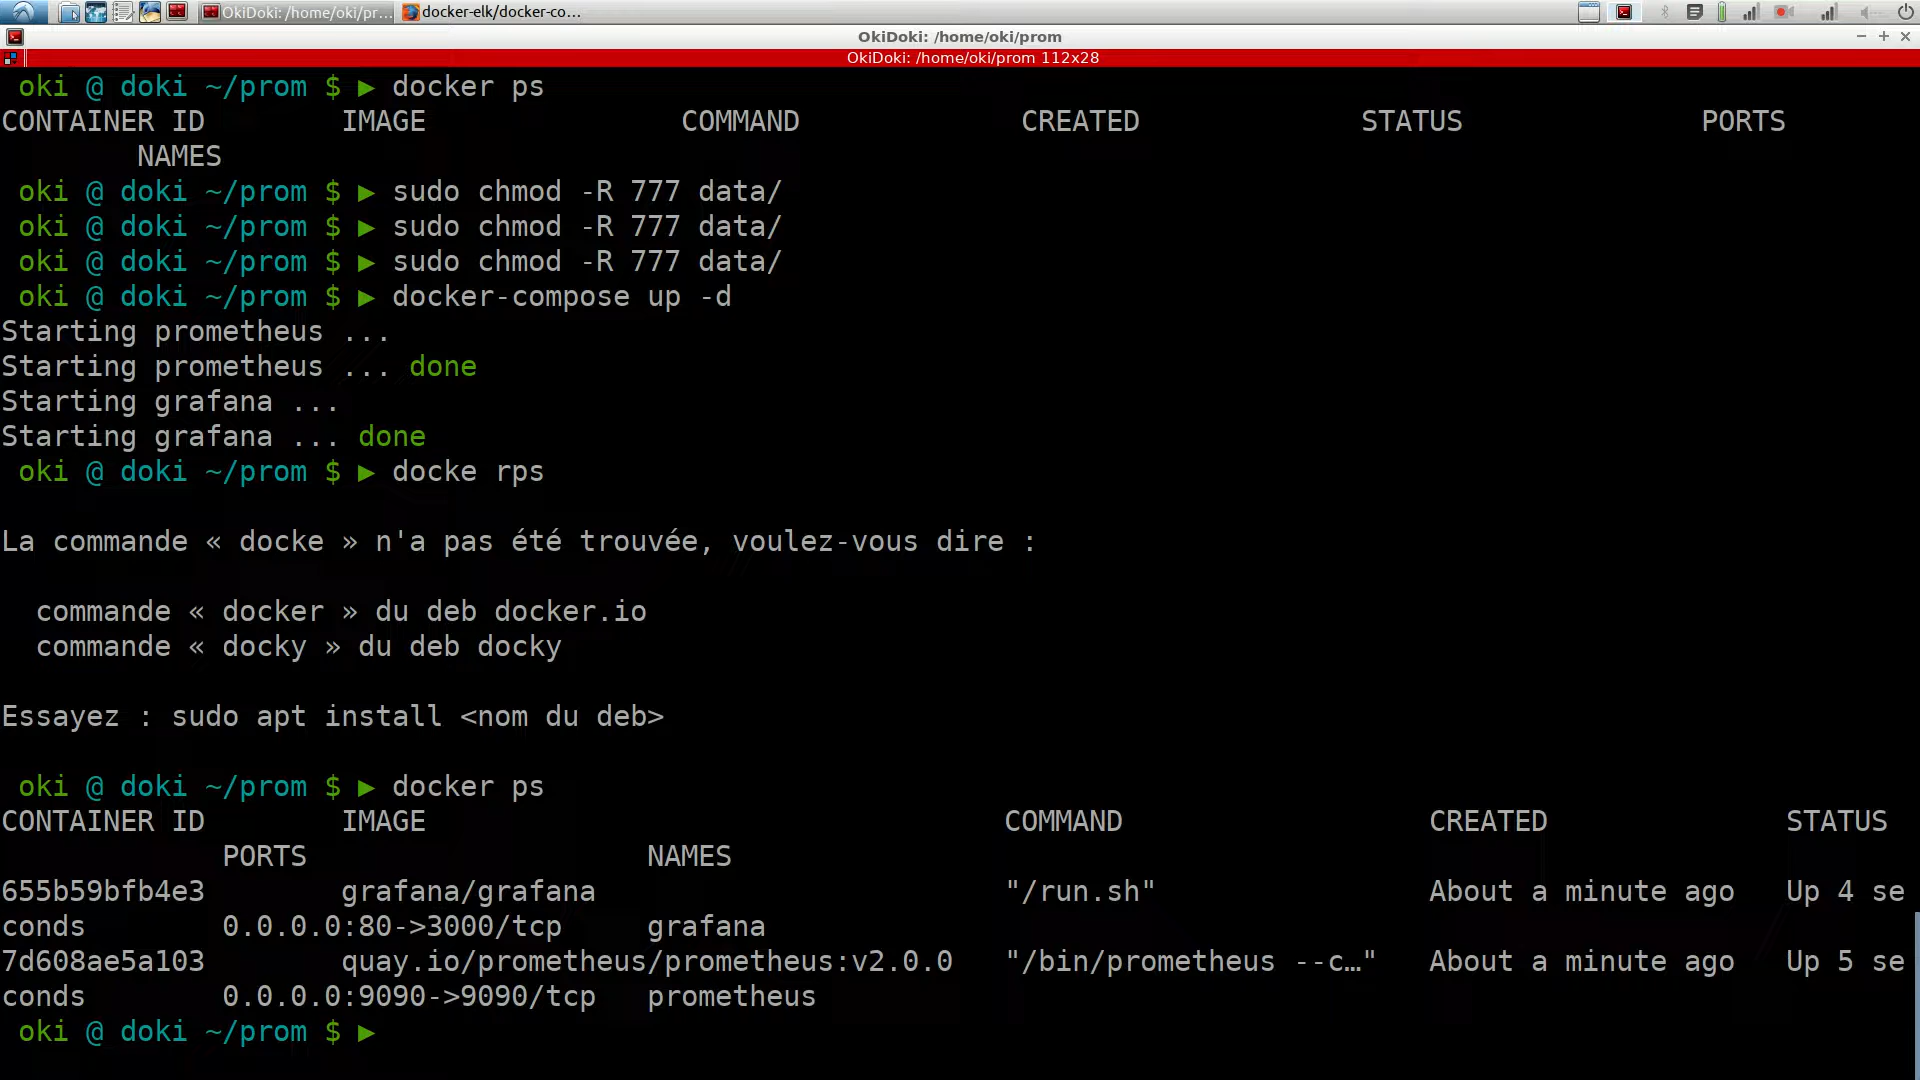 OkiDoki: /home/oki/pr...
docker-elk/docker-co...
OkiDoki: /home/oki/prom
OkiDoki: /home/oki/prom 112x28
oki @ doki ~/prom $ ▶ docker ps
CONTAINER ID IMAGE COMMAND CREATED STATUS PORTS
NAMES
oki @ doki ~/prom $ ▶ sudo chmod -R 777 data/
oki @ doki ~/prom $ ▶ sudo chmod -R 777 data/
oki @ doki ~/prom $ ▶ sudo chmod -R 777 data/
oki @ doki ~/prom $ ▶ docker-compose up -d
Starting prometheus ...
Starting prometheus ... done
Starting grafana ...
Starting grafana ... done
oki @ doki ~/prom $ ▶ docke rps
La commande « docke » n'a pas été trouvée, voulez-vous dire :
commande « docker » du deb docker.io
commande « docky » du deb docky
Essayez : sudo apt install <nom du deb>
oki @ doki ~/prom $ ▶ docker ps
CONTAINER ID IMAGE COMMAND CREATED STATUS
PORTS NAMES
655b59bfb4e3 grafana/grafana "/run.sh" About a minute ago Up 4 se
conds 0.0.0.0:80->3000/tcp grafana
7d608ae5a103 quay.io/prometheus/prometheus:v2.0.0 "/bin/prometheus --c…" About a minute ago Up 5 se
conds 0.0.0.0:9090->9090/tcp prometheus
oki @ doki ~/prom $ ▶